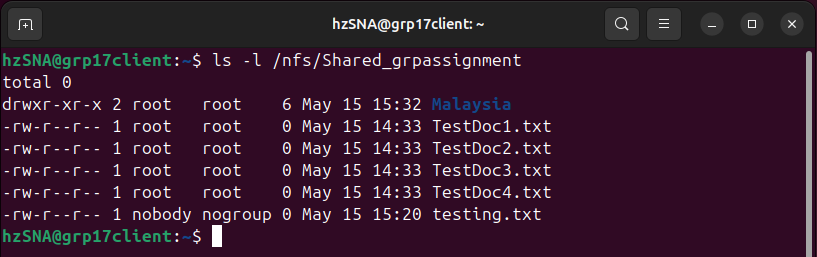 hzSNA@grp17client: ~
hzSNA@grp17client:~$ ls -l /nfs/Shared_grpassignment
total 0
drwxr-xr-x 2 root   root    6 May 15 15:32 Malaysia
-rw-r--r-- 1 root   root    0 May 15 14:33 TestDoc1.txt
-rw-r--r-- 1 root   root    0 May 15 14:33 TestDoc2.txt
-rw-r--r-- 1 root   root    0 May 15 14:33 TestDoc3.txt
-rw-r--r-- 1 root   root    0 May 15 14:33 TestDoc4.txt
-rw-r--r-- 1 nobody nogroup 0 May 15 15:20 testing.txt
hzSNA@grp17client:~$